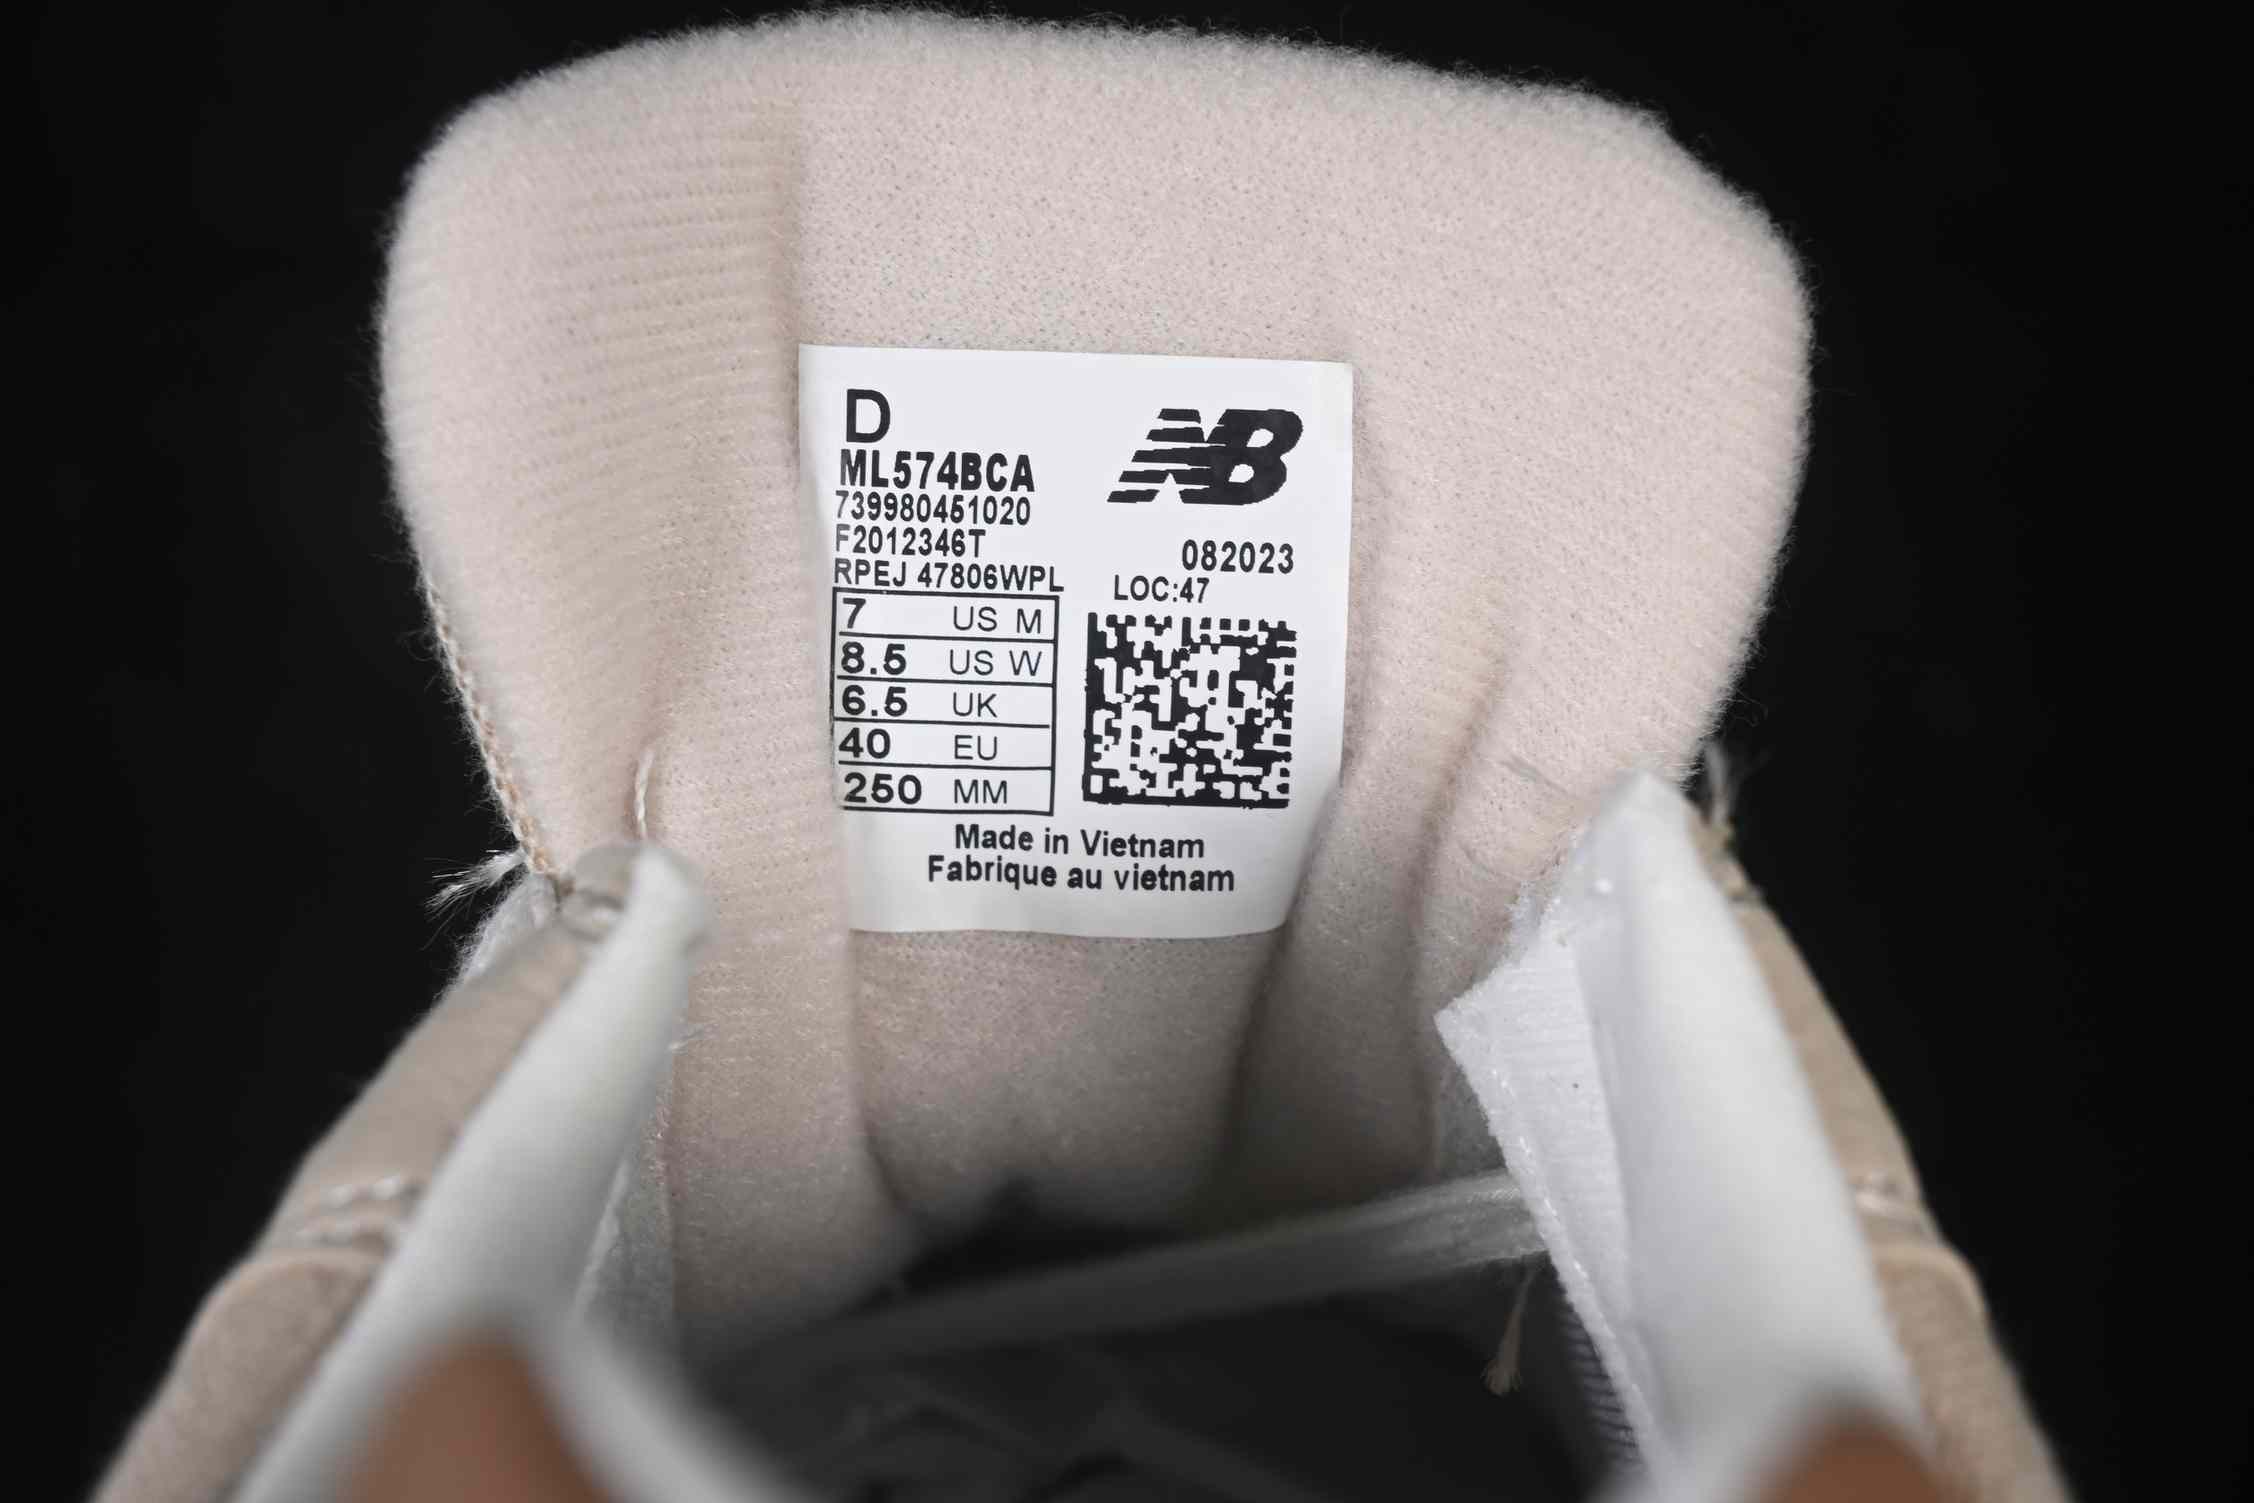 D
NB
ML574BCA
739980451020
F2012346T
082023
RPEJ 47806WPL
LOC:47
7 US M
8.5 US W
6.5 UK
40 EU
250 MM
Made in Vietnam
Fabrique au vietnam